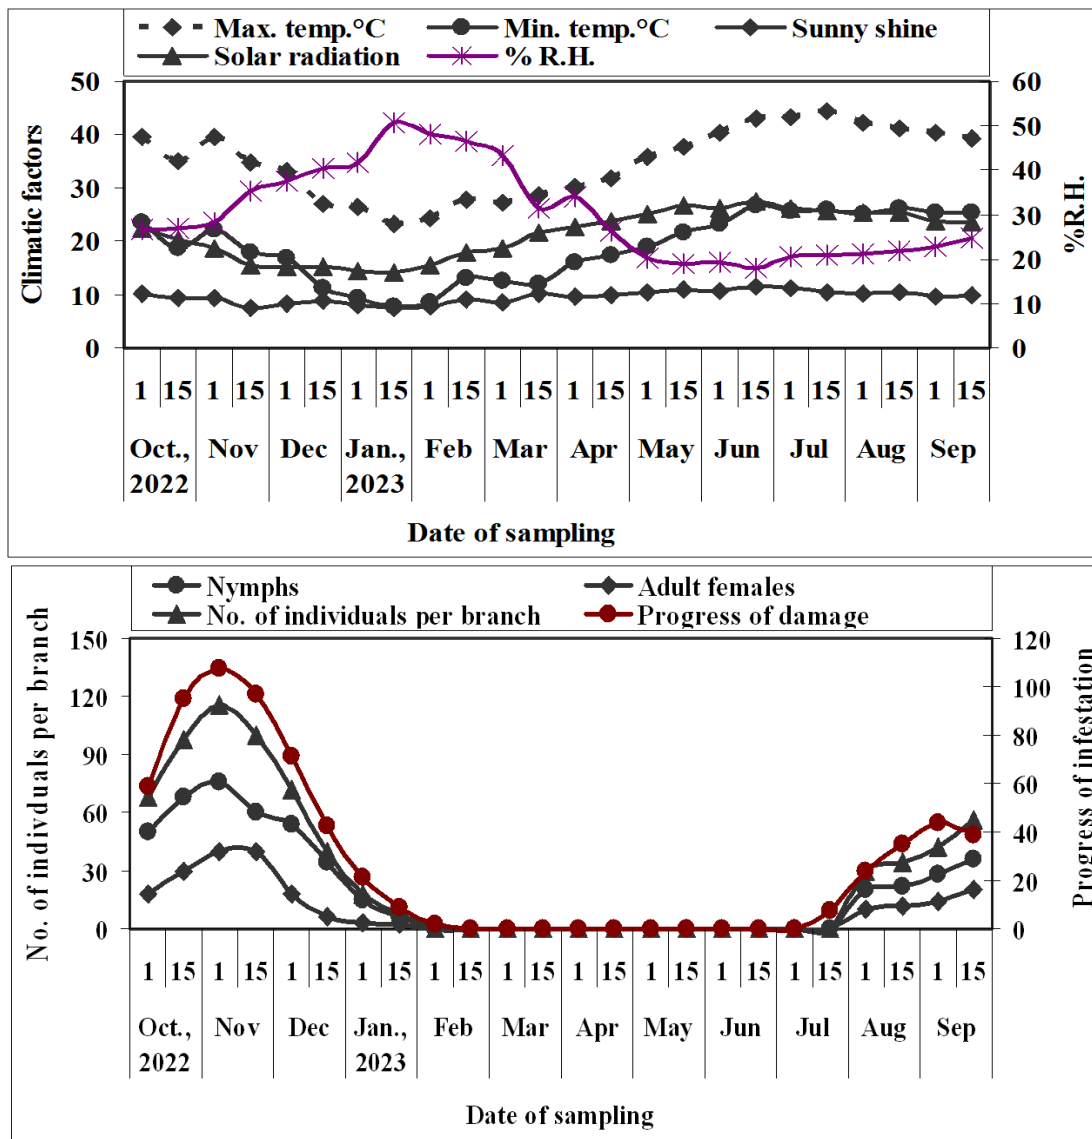 Max. temp.°C Min. temp.°C Sunny shine
Solar radiation % R.H.
Climatic factors
50
40
30
20
10
0
%R.H.
60
50
40
30
20
10
0
1 15 1 15 1 15 1 15 1 15 1 15 1 15 1 15 1 15 1 15 1 15 1 15
Oct., 2022 Nov Dec Jan., 2023 Feb Mar Apr May Jun Jul Aug Sep
Date of sampling
Nymphs Adult females
No. of individuals per branch Progress of damage
No. of indivduals per branch
150
120
90
60
30
0
Progress of infestation
120
100
80
60
40
20
0
1 15 1 15 1 15 1 15 1 15 1 15 1 15 1 15 1 15 1 15 1 15 1 15
Oct., 2022 Nov Dec Jan., 2023 Feb Mar Apr May Jun Jul Aug Sep
Date of sampling